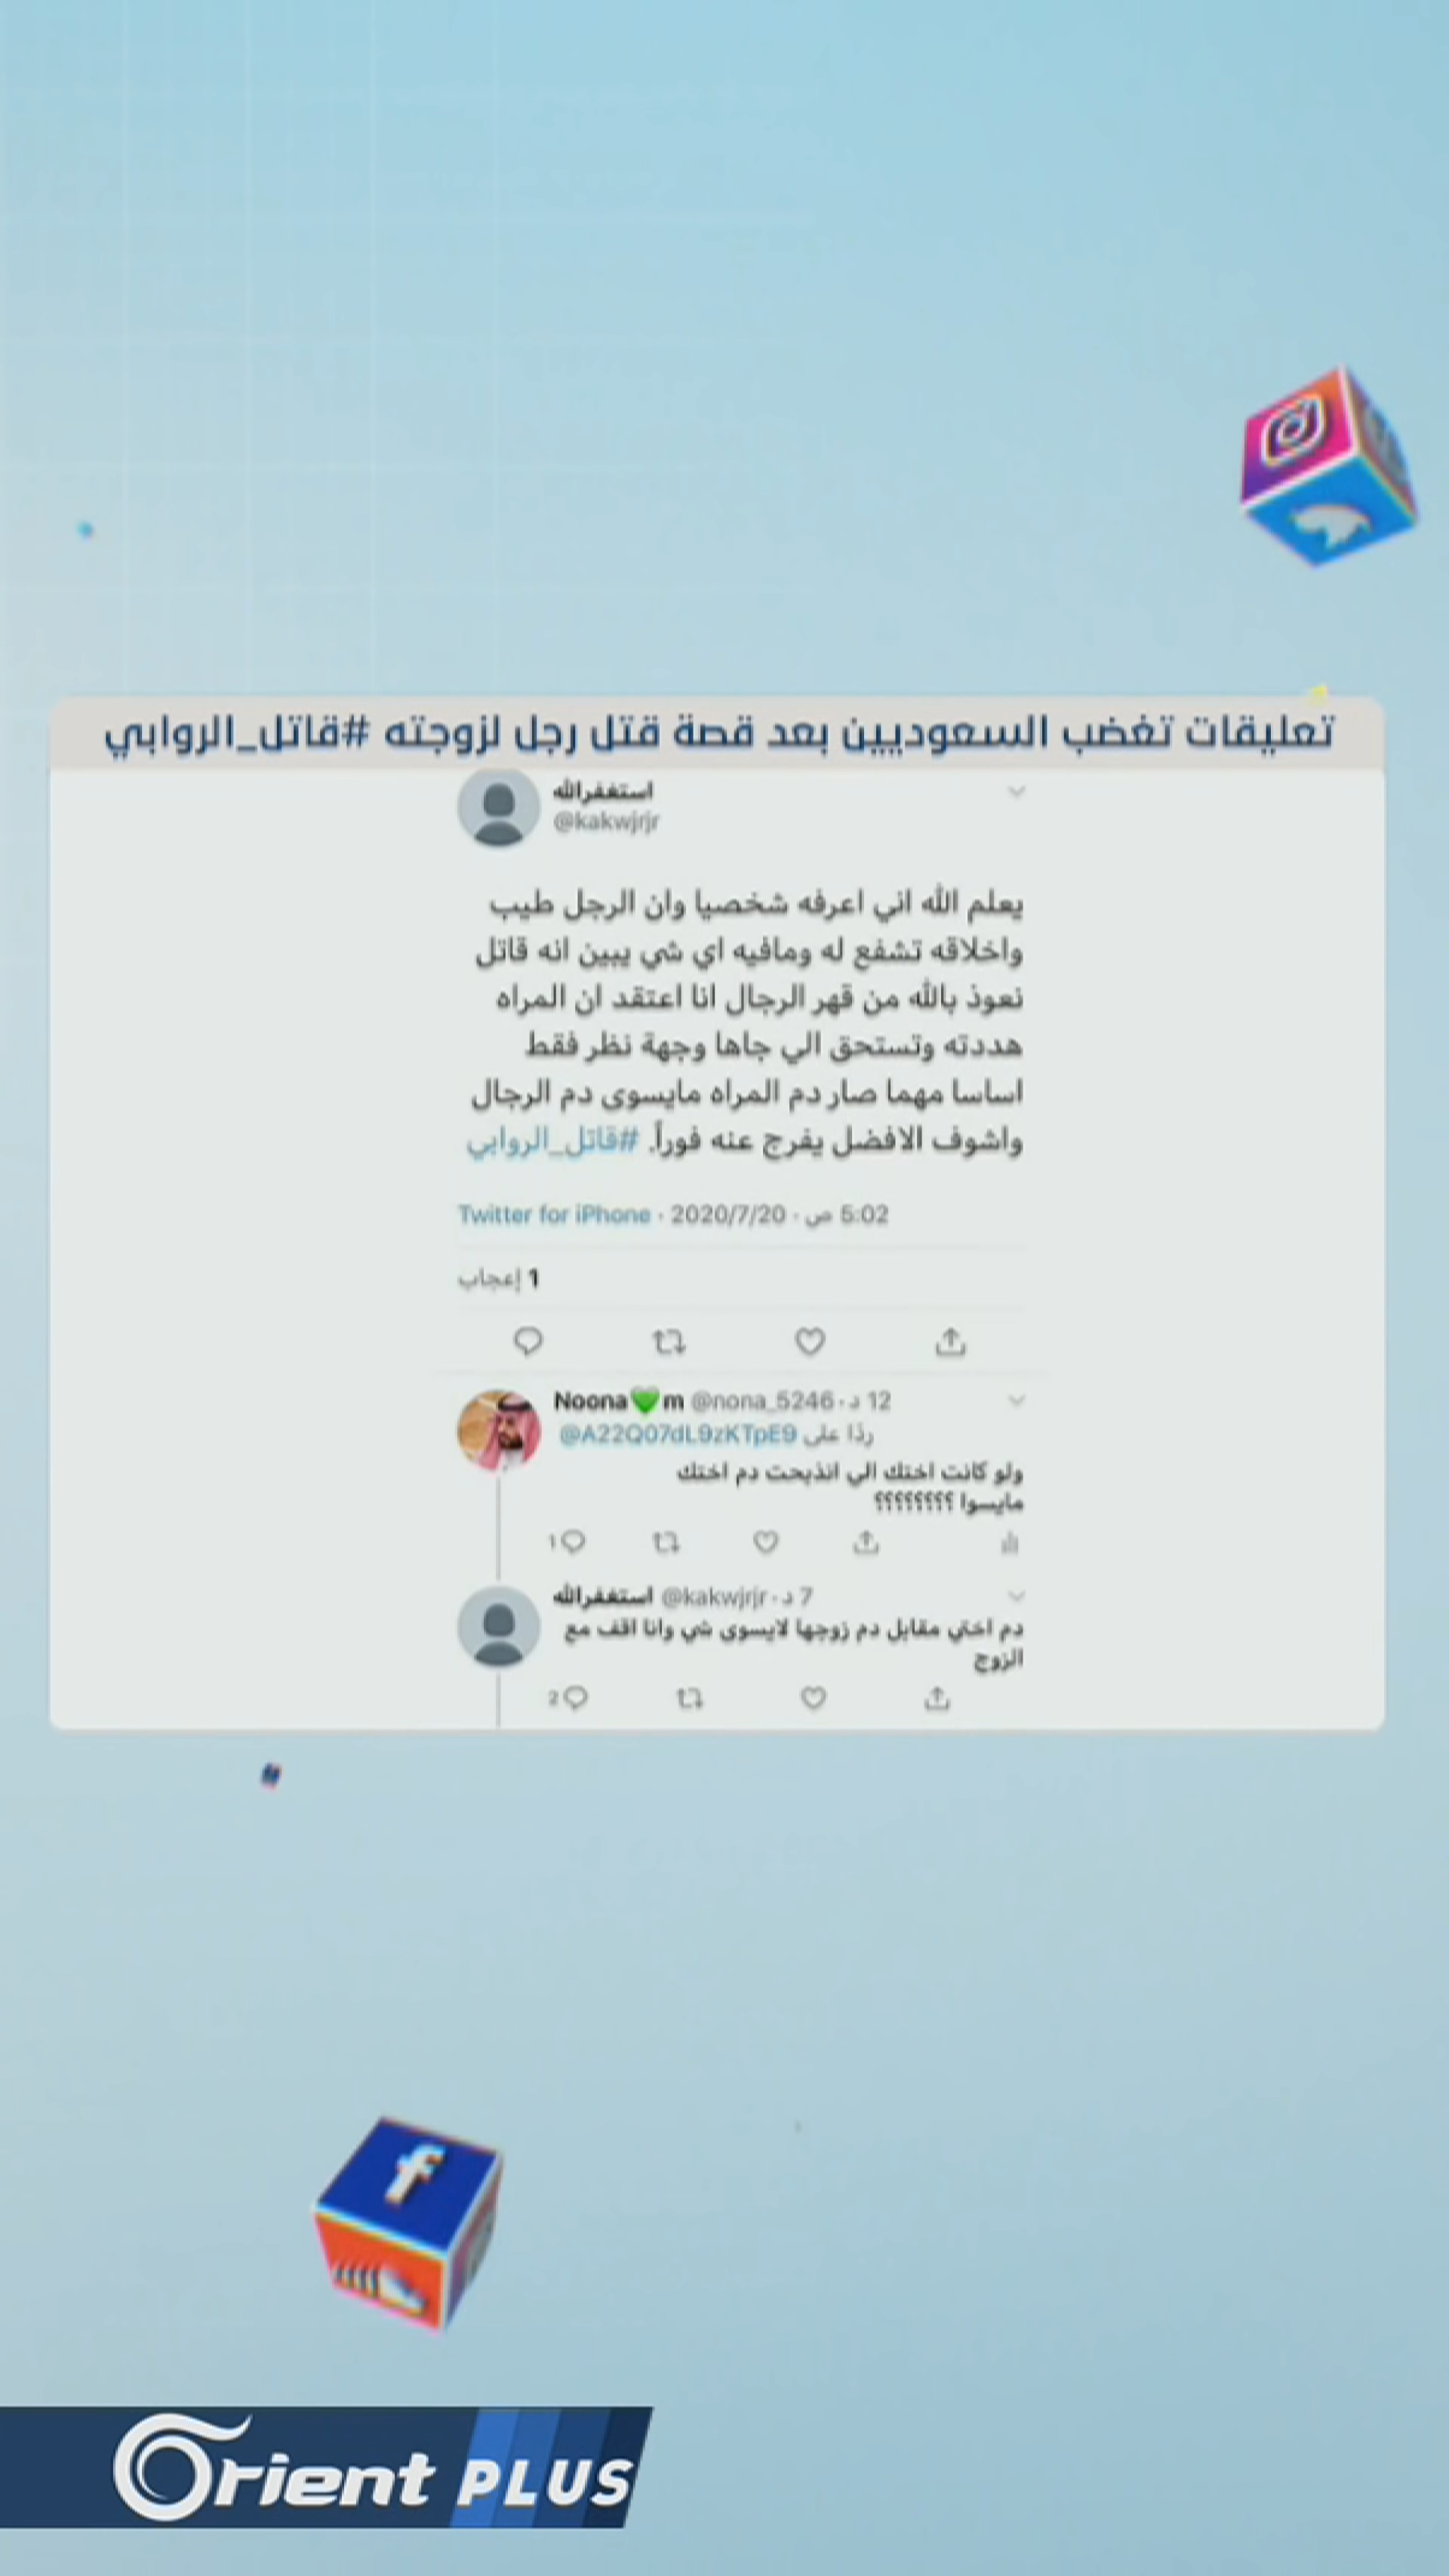 تعليقات تغضب السعوديين بعد قصة قتل رجل لزوجته #قاتل_الروابي
استغفرالله
@kakwjrjr
يعلم الله اني اعرفه شخصيا وان الرجل طيب
واخلاقه تشفع له ومافيه اي شي يبين انه قاتل
نعوذ بالله من قهر الرجال انا اعتقد ان المراه
هددته وتستحق الي جاها وجهة نظر فقط
اساسا مهما صار دم المراه مايسوى دم الرجال
واشوف الافضل يفرج عنه فوراً. #قاتل_الروابي
5:02 ص · 2020/7/20 · Twitter for iPhone
1 إعجاب
Noona💚m @nona_5246 · 12 د
ردًا على @A22Q07dL9zKTpE9
ولو كانت اختك الي انذبحت دم اختك
مايسوا ؟؟؟؟؟؟؟؟
1
استغفرالله @kakwjrjr · 7 د
دم اختي مقابل دم زوجها لايسوى شي وانا اقف مع
الزوج
2
Orient PLUS